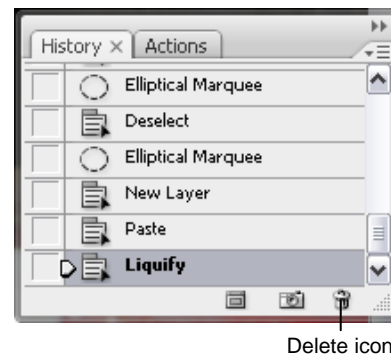 History × Actions
Elliptical Marquee
Deselect
Elliptical Marquee
New Layer
Paste
Liquify
Delete icon